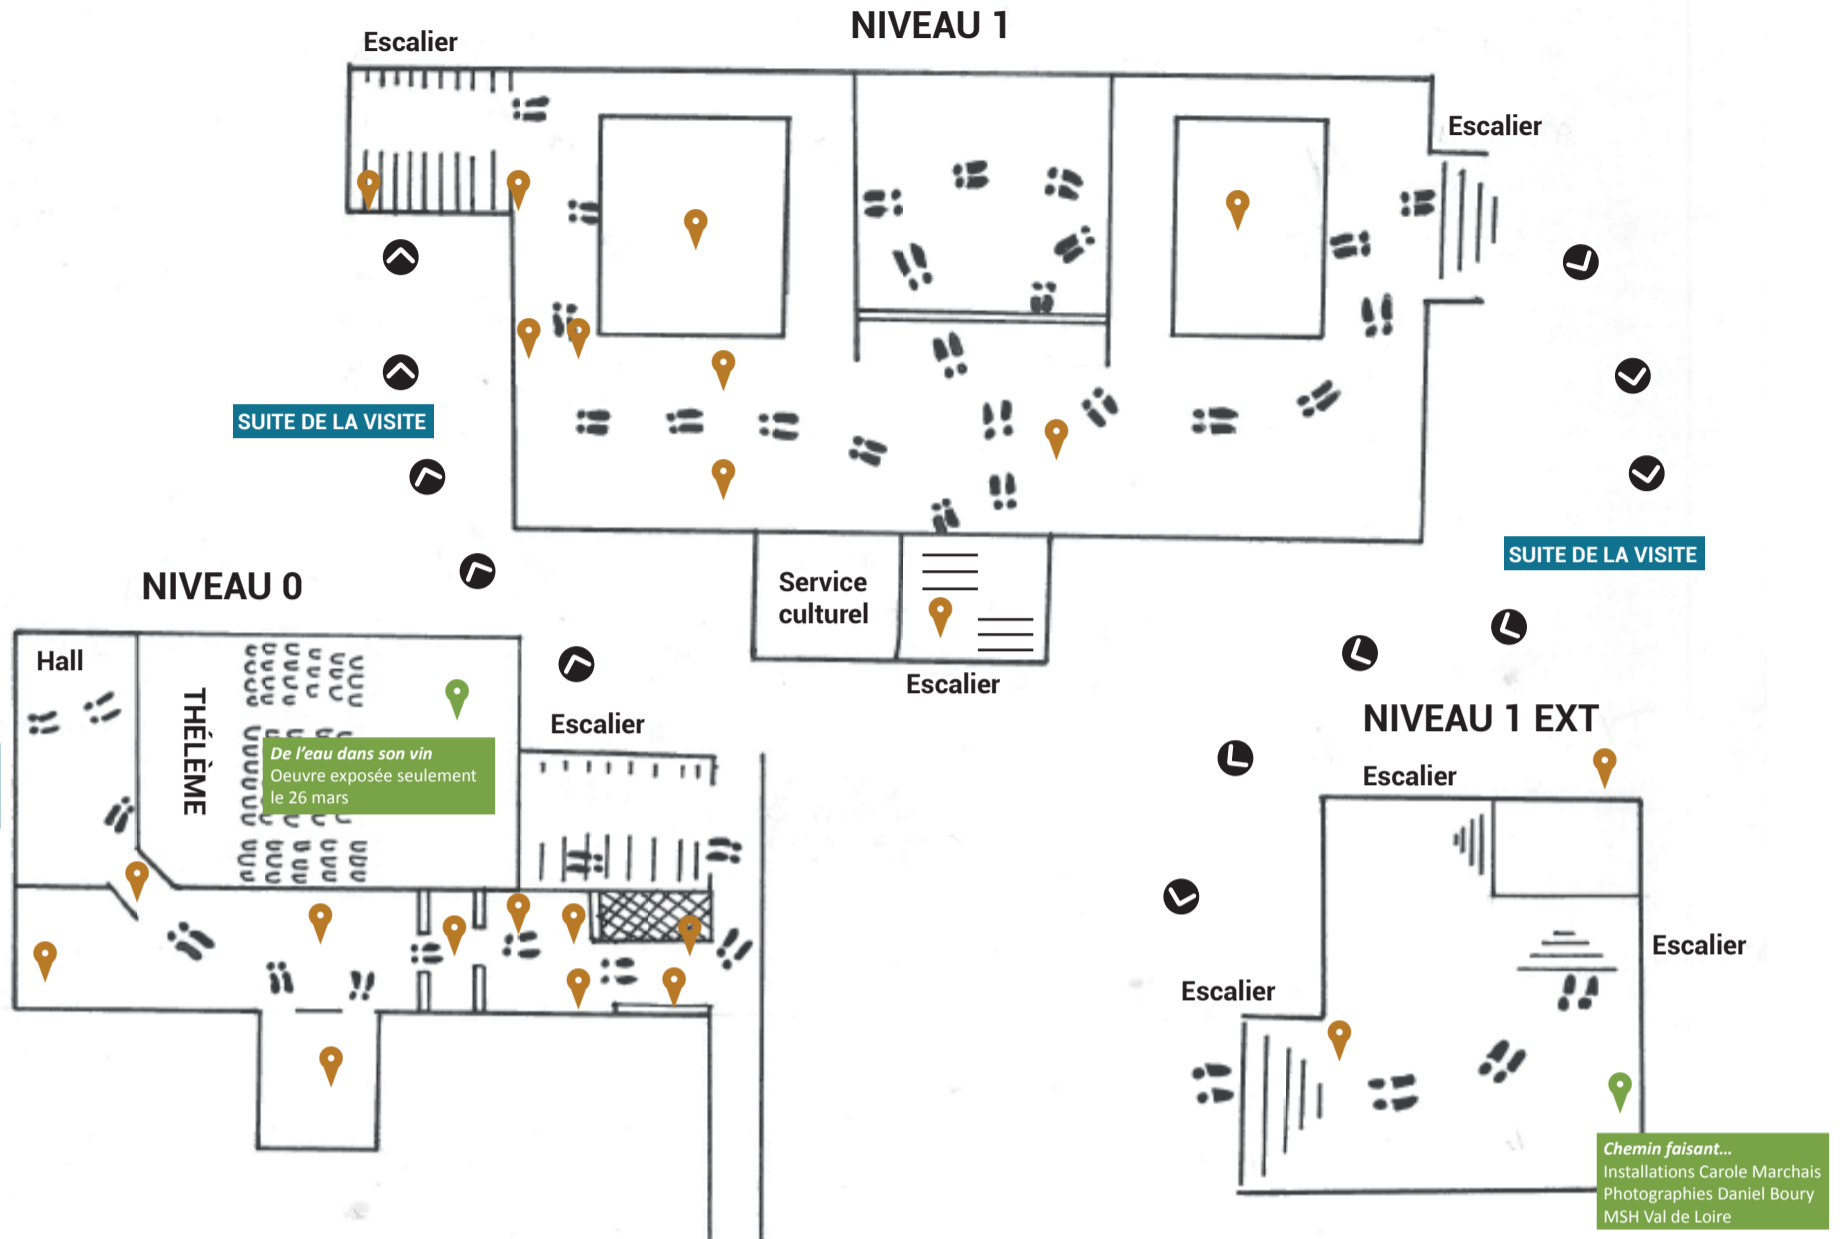 NIVEAU 1
Escalier
Escalier
SUITE DE LA VISITE
SUITE DE LA VISITE
Service
culturel
Escalier
NIVEAU 0
Hall
THÉLÈME
De l’eau dans son vin
Oeuvre exposée seulement
le 26 mars
Escalier
NIVEAU 1 EXT
Escalier
Escalier
Escalier
Chemin faisant...
Installations Carole Marchais
Photographies Daniel Boury
MSH Val de Loire